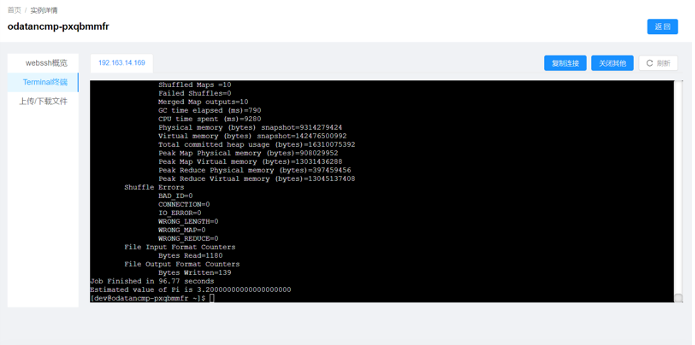 首页 / 实例详情
odatancmp-pxqbmmfr
返 回
webssh概览
Terminal终端
上传/下载文件
192.163.14.169
复制连接
关闭其他
刷新
Shuffled Maps =10
Failed Shuffles=0
Merged Map outputs=10
GC time elapsed (ms)=790
CPU time spent (ms)=9280
Physical memory (bytes) snapshot=9314279424
Virtual memory (bytes) snapshot=142476500992
Total committed heap usage (bytes)=16310075392
Peak Map Physical memory (bytes)=908029952
Peak Map Virtual memory (bytes)=13031436288
Peak Reduce Physical memory (bytes)=397459456
Peak Reduce Virtual memory (bytes)=13045137408
Shuffle Errors
BAD_ID=0
CONNECTION=0
IO_ERROR=0
WRONG_LENGTH=0
WRONG_MAP=0
WRONG_REDUCE=0
File Input Format Counters
Bytes Read=1180
File Output Format Counters
Bytes Written=139
Job Finished in 96.77 seconds
Estimated value of Pi is 3.20000000000000000000
[dev@odatancmp-pxqbmmfr ~]$